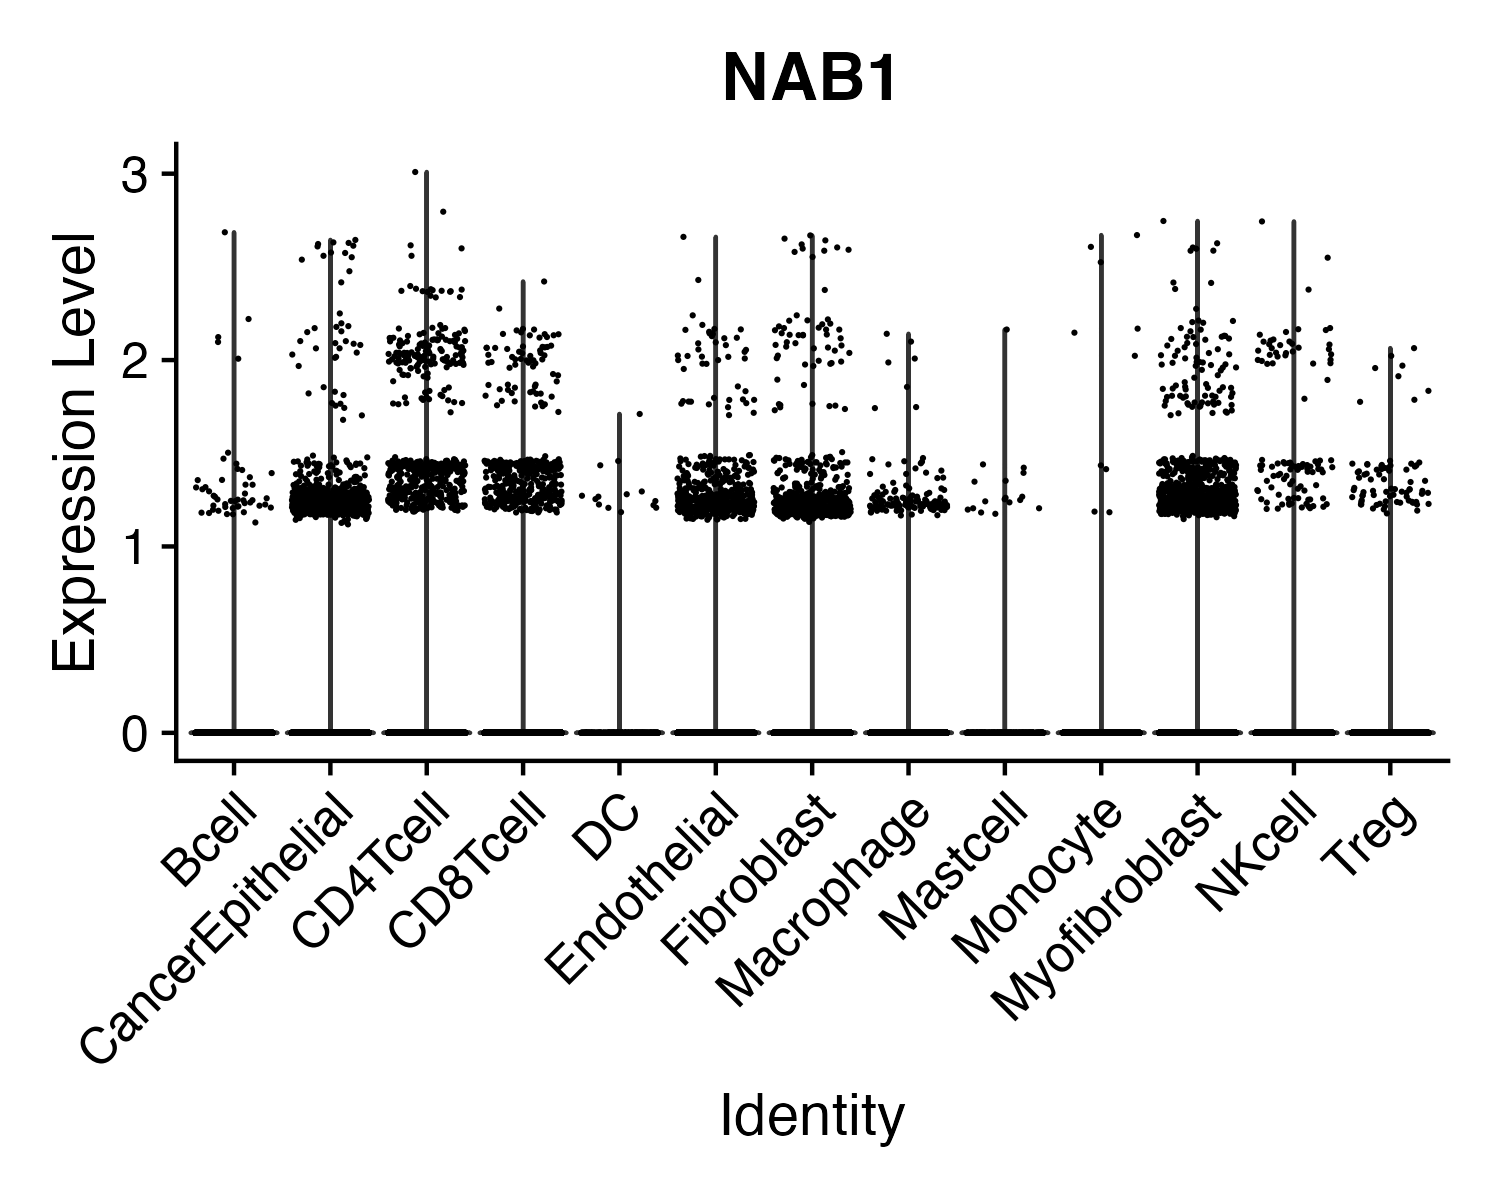 NAB1
Expression Level
3
2
1
0
Bcell
CancerEpithelial
CD4Tcell
CD8Tcell
DC
Endothelial
Fibroblast
Macrophage
Mastcell
Monocyte
Myofibroblast
NKcell
Treg
Identity